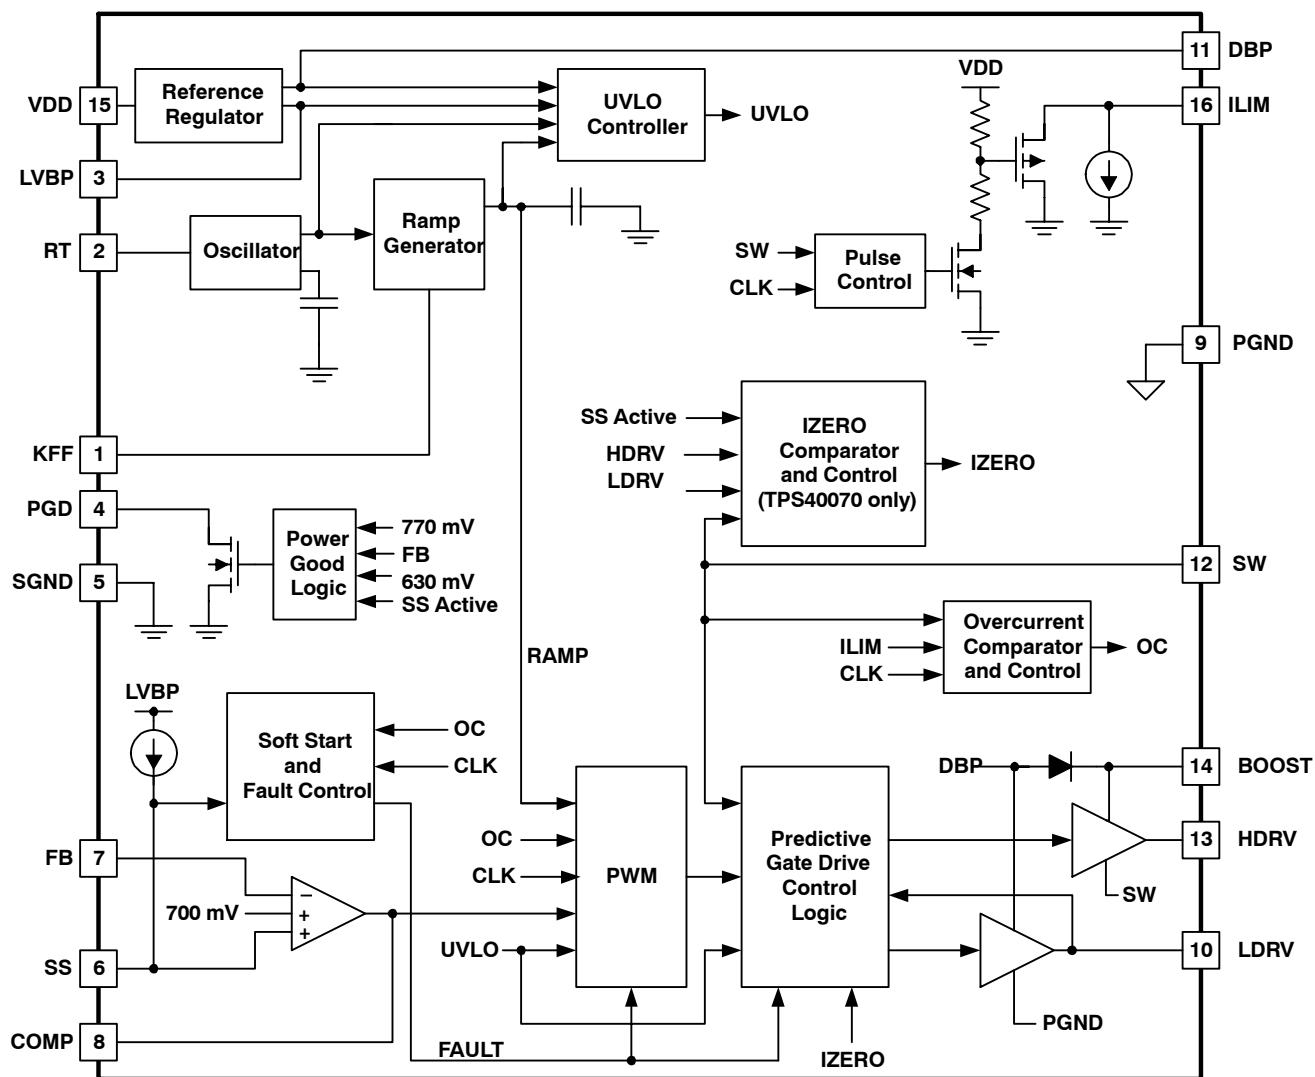 11 DBP
VDD
Reference
Regulator
UVLO
Controller
UVLO
VDD 15
16 ILIM
LVBP 3
Ramp
Generator
RT 2
Oscillator
SW
CLK
Pulse
Control
9 PGND
SS Active
HDRV
LDRV
IZERO
Comparator
and Control
(TPS40070 only)
IZERO
KFF 1
PGD 4
Power
Good
Logic
770 mV
FB
630 mV
SS Active
SGND 5
12 SW
RAMP
ILIM
CLK
Overcurrent
Comparator
and Control
OC
LVBP
Soft Start
and
Fault Control
OC
CLK
DBP
14 BOOST
OC
CLK
UVLO
PWM
Predictive
Gate Drive
Control
Logic
13 HDRV
SW
FB 7
700 mV
−
+
+
SS 6
10 LDRV
PGND
COMP 8
FAULT
IZERO